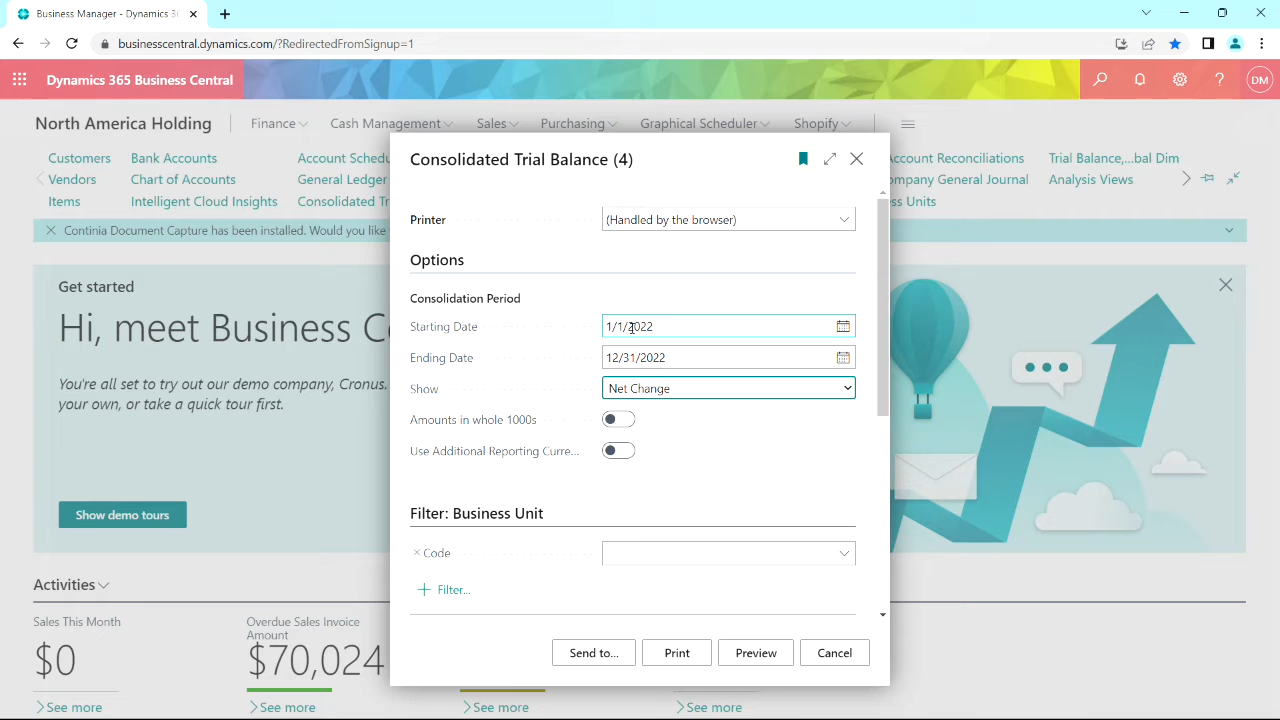 Business Manager - Dynamics 3
businesscentral.dynamics.com/?RedirectedFromSignup=1
Dynamics 365 Business Central
DM
North America Holding
Finance
Cash Management
Sales
Purchasing
Graphical Scheduler
Shopify
Customers
Bank Accounts
Account Schedu
Account Reconciliations
Trial Balance,...bal Dim
Vendors
Chart of Accounts
General Ledger
ompany General Journal
Analysis Views
Items
Intelligent Cloud Insights
Consolidated Tr
ss Units
Continia Document Capture has been installed. Would you like
Get started
Hi, meet Business C
You're all set to try out our demo company, Cronus.
your own, or take a quick tour first.
Show demo tours
Consolidated Trial Balance (4)
Printer
(Handled by the browser)
Options
Consolidation Period
Starting Date
1/1/2022
Ending Date
12/31/2022
Show
Net Change
Amounts in whole 1000s
Use Additional Reporting Curre...
Filter: Business Unit
Code
Filter...
Send to...
Print
Preview
Cancel
Activities
Sales This Month
Overdue Sales Invoice
Amount
$0
$70,024
See more
See more
See more
See more